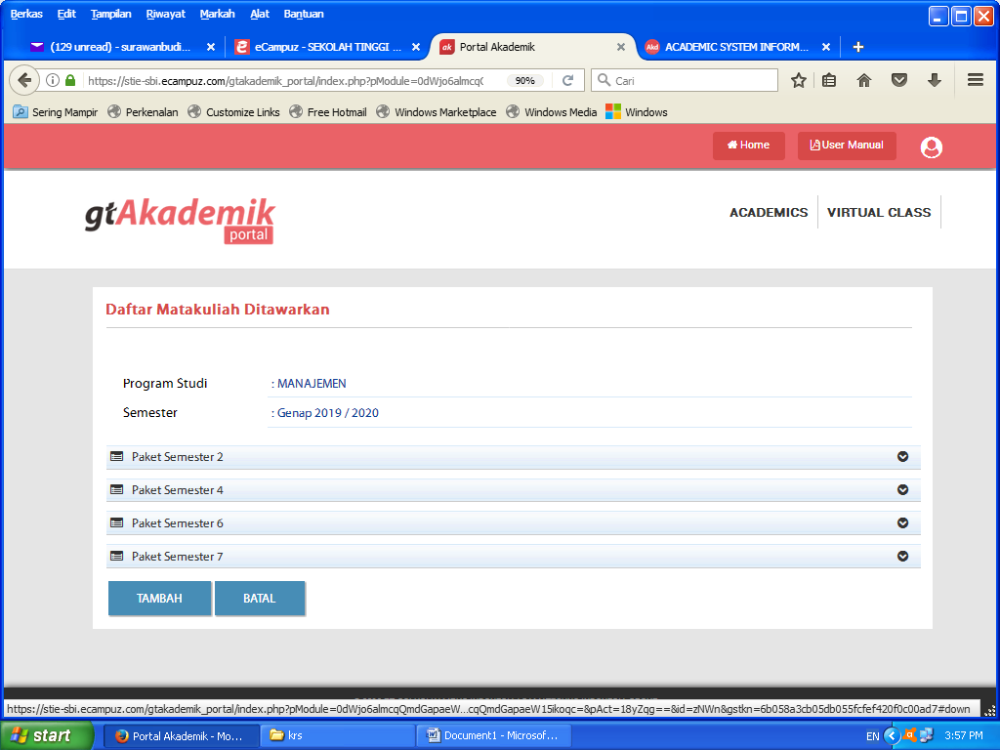 Berkas Edit Tampilan Riwayat Markah Alat Bantuan
(129 unread) - surawanbudi... eCampuz - SEKOLAH TINGGI ... Portal Akademik ACADEMIC SYSTEM INFORM...
https://stie-sbi.ecampuz.com/gtakademik_portal/index.php?pModule=0dWjo6almcqQ 90% Cari
Sering Mampir Perkenalan Customize Links Free Hotmail Windows Marketplace Windows Media Windows
Home User Manual
gtAkademik
portal
ACADEMICS VIRTUAL CLASS
Daftar Matakuliah Ditawarkan
Program Studi : MANAJEMEN
Semester : Genap 2019 / 2020
Paket Semester 2
Paket Semester 4
Paket Semester 6
Paket Semester 7
TAMBAH BATAL
https://stie-sbi.ecampuz.com/gtakademik_portal/index.php?pModule=0dWjo6almcqQmdGapaeW...cqQmdGapaeW15ikoqc=&pAct=18yZqg==&id=zNWn&gstkn=6b058a3cb05db055fcfef420f0c00ad7#down
start Portal Akademik - Mo... krs Document1 - Microsof... EN 3:57 PM